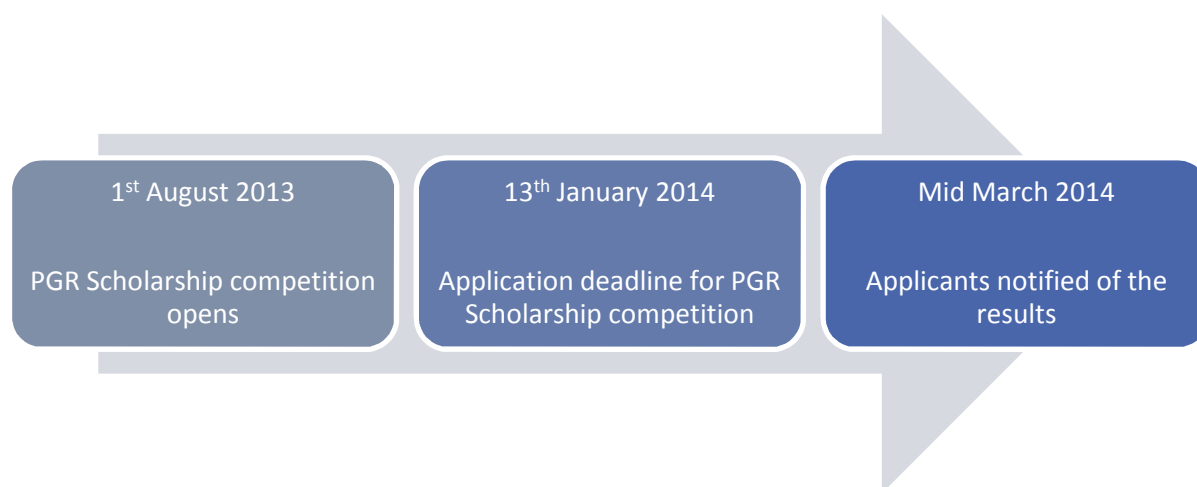 1st August 2013
PGR Scholarship competition
opens
13th January 2014
Application deadline for PGR
Scholarship competition
Mid March 2014
Applicants notified of the
results